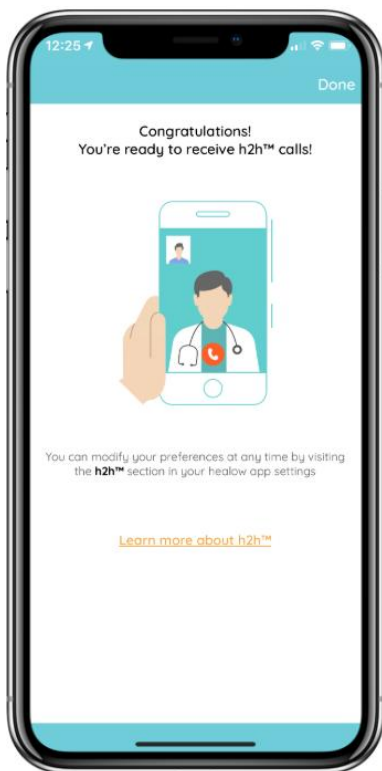 12:25
Done
Congratulations!
You're ready to receive h2h™ calls!
You can modify your preferences at any time by visiting
the h2h™ section in your healow app settings
Learn more about h2h™